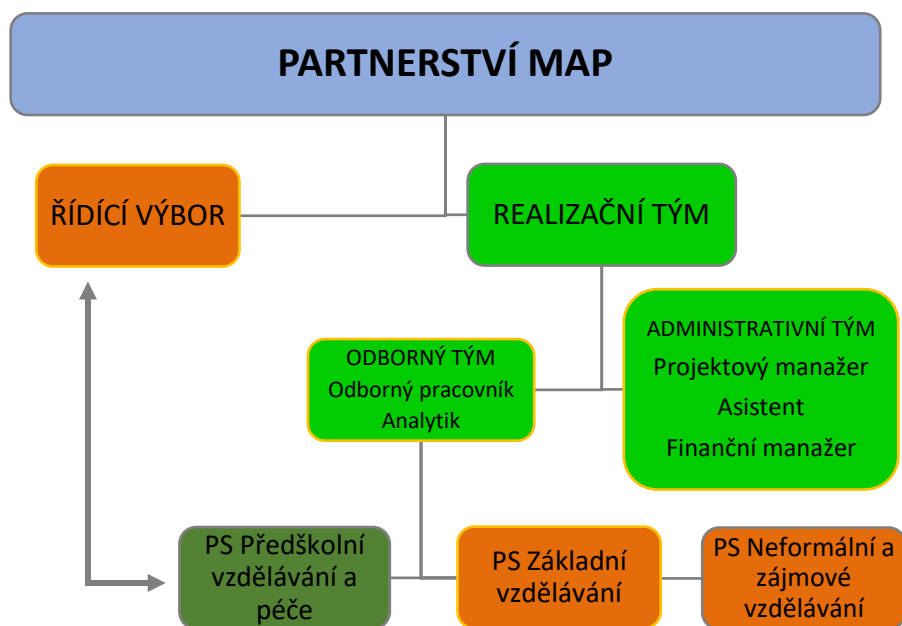 PARTNERSTVÍ MAP
ŘÍDÍCÍ VÝBOR
REALIZAČNÍ TÝM
ODBORNÝ TÝM
Odborný pracovník
Analytik
ADMINISTRATIVNÍ TÝM
Projektový manažer
Asistent
Finanční manažer
PS Předškolní
vzdělávání a
péče
PS Základní
vzdělávání
PS Neformální a
zájmové
vzdělávání